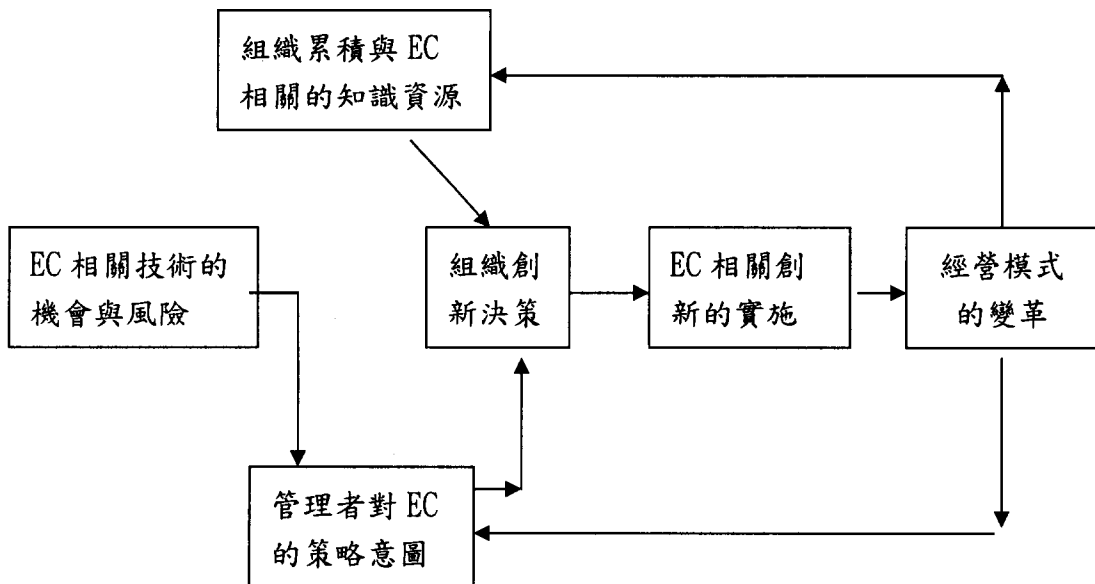 組織累積與 EC
相關的知識資源
EC 相關技術的
機會與風險
組織創
新決策
EC 相關創
新的實施
經營模式
的變革
管理者對 EC
的策略意圖